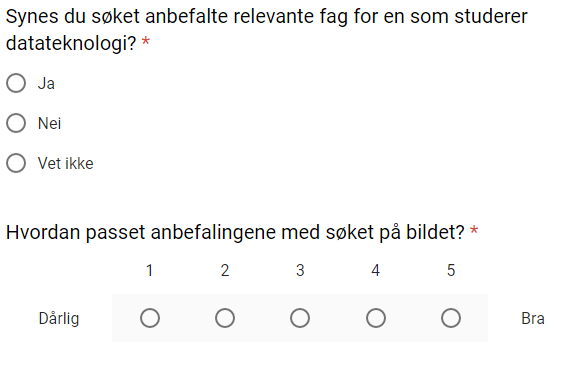 Synes du søket anbefalte relevante fag for en som studerer
datateknologi? *
Ja
Nei
Vet ikke
Hvordan passet anbefalingene med søket på bildet? *
1 2 3 4 5
Dårlig Bra